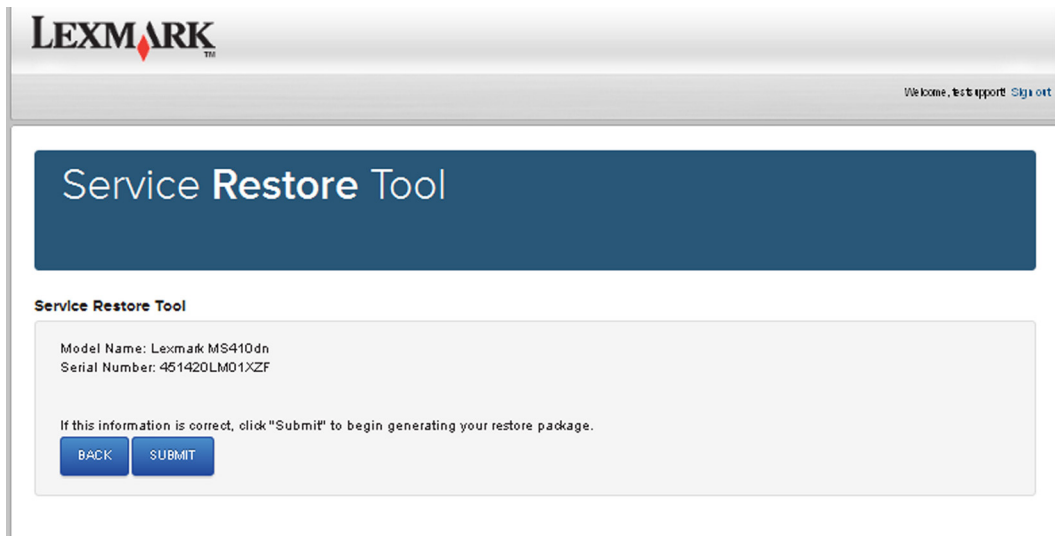 LEXMARK
TM
Welcome, testsupport! Sign out
Service Restore Tool
Service Restore Tool
Model Name: Lexmark MS410dn
Serial Number: 451420LM01XZF
If this information is correct, click "Submit" to begin generating your restore package.
BACK SUBMIT